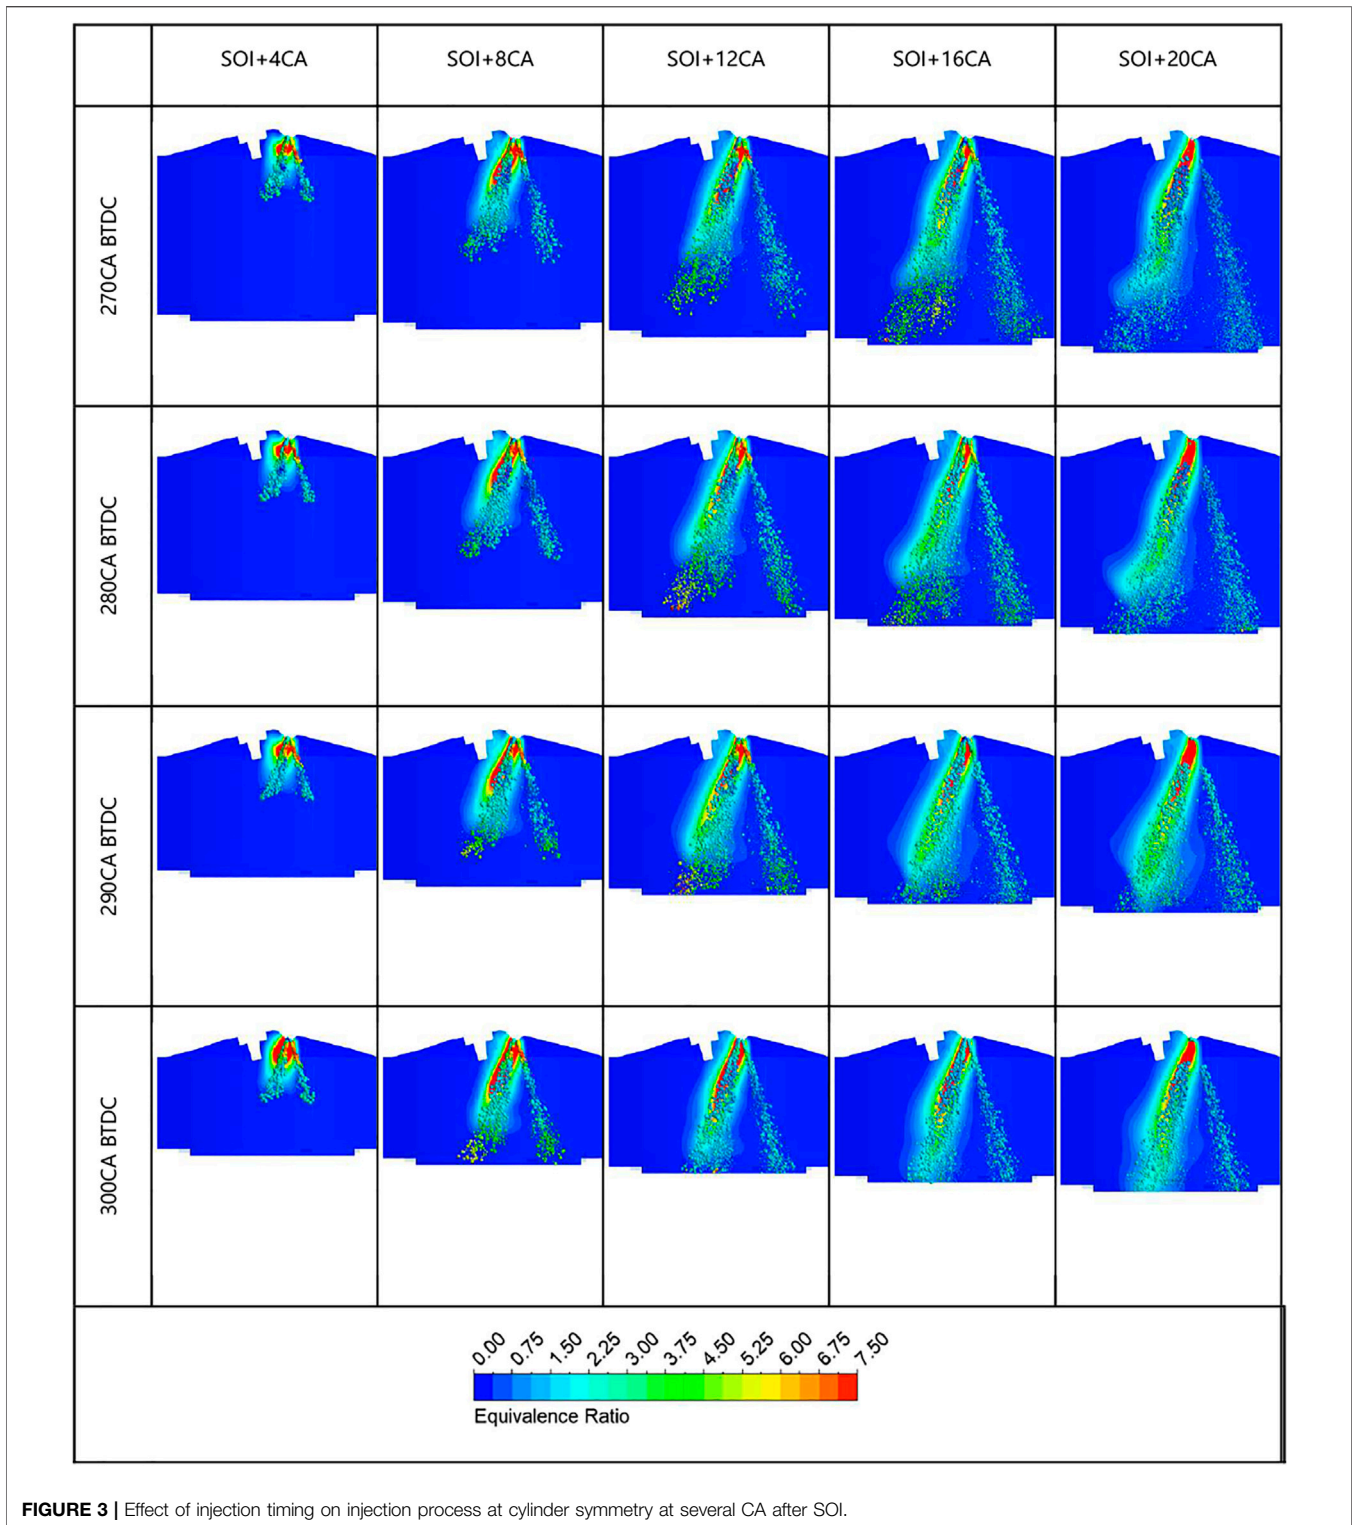 SOI+4CA SOI+8CA SOI+12CA SOI+16CA SOI+20CA
270CA BTDC
280CA BTDC
290CA BTDC
300CA BTDC
0.00 0.75 1.50 2.25 3.00 3.75 4.50 5.25 6.00 6.75 7.50
Equivalence Ratio
FIGURE 3 | Effect of injection timing on injection process at cylinder symmetry at several CA after SOI.